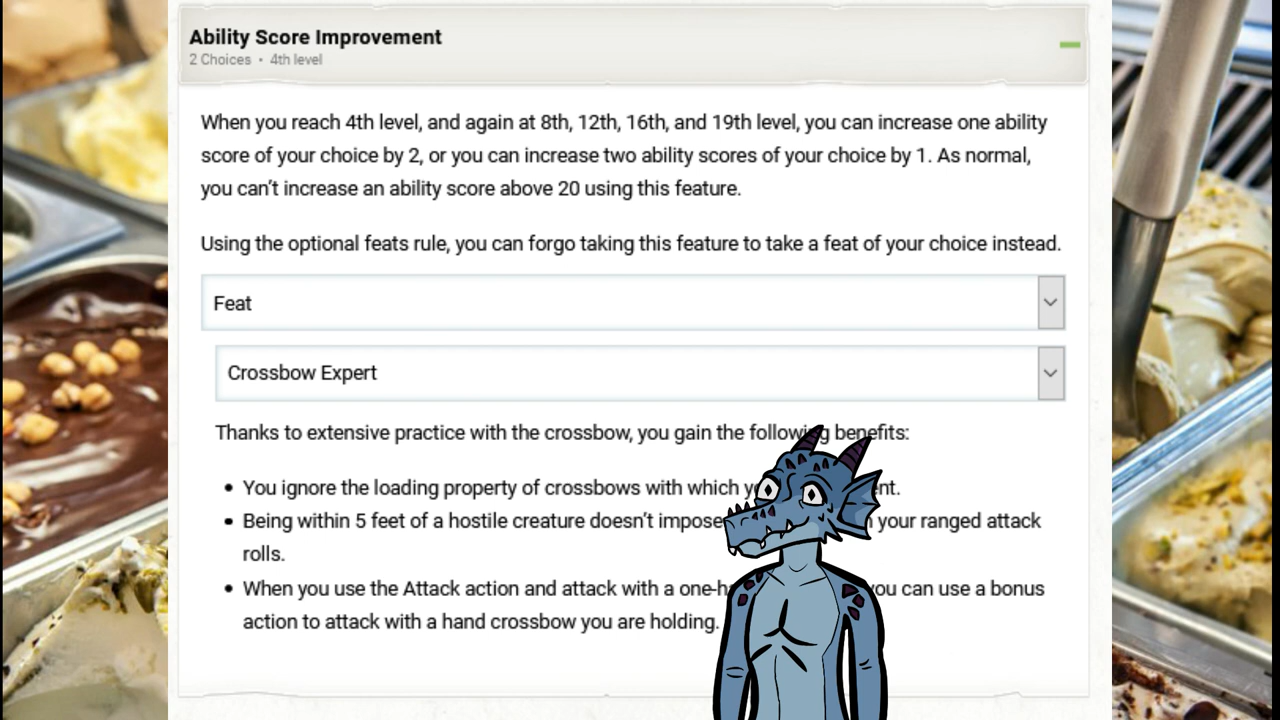 Ability Score Improvement
2 Choices • 4th level
When you reach 4th level, and again at 8th, 12th, 16th, and 19th level, you can increase one ability
score of your choice by 2, or you can increase two ability scores of your choice by 1. As normal,
you can’t increase an ability score above 20 using this feature.
Using the optional feats rule, you can forgo taking this feature to take a feat of your choice instead.
Feat
Crossbow Expert
Thanks to extensive practice with the crossbow, you gain the following benefits:
• You ignore the loading property of crossbows with which
• Being within 5 feet of a hostile creature doesn’t impose your ranged attack
rolls.
• When you use the Attack action and attack with a you can use a bonus
action to attack with a hand crossbow you are holding.